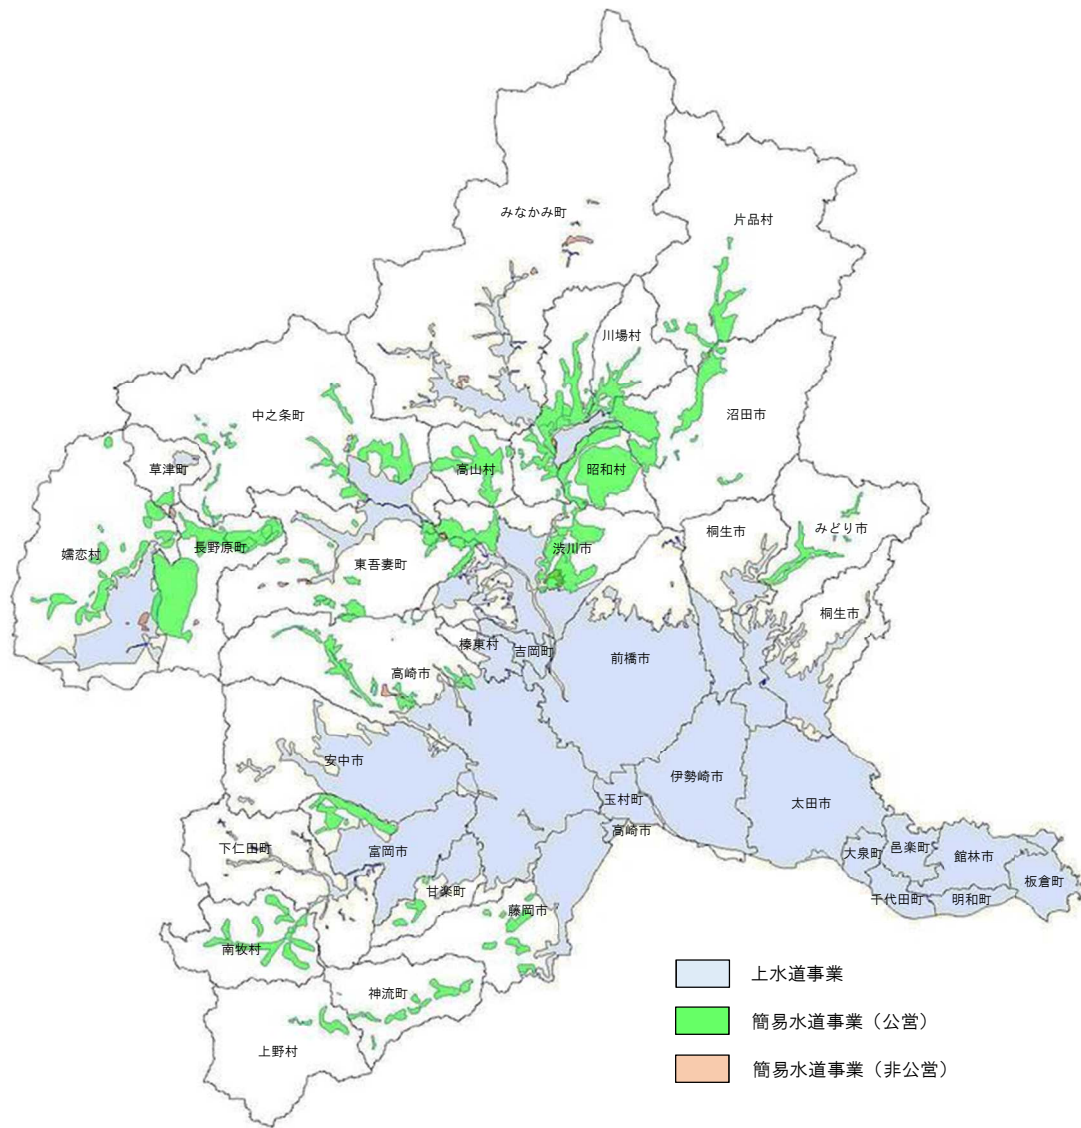 みなかみ町
片品村
川場村
中之条町
沼田市
草津町
高山村
昭和村
桐生市
みどり市
嬬恋村
長野原町
渋川市
東吾妻町
桐生市
榛東村
吉岡町
前橋市
高崎市
安中市
伊勢崎市
玉村町
太田市
高崎市
下仁田町
富岡市
大泉町
邑楽町
館林市
甘楽町
板倉町
千代田町
明和町
藤岡市
南牧村
神流町
上野村
上水道事業
簡易水道事業（公営）
簡易水道事業（非公営）